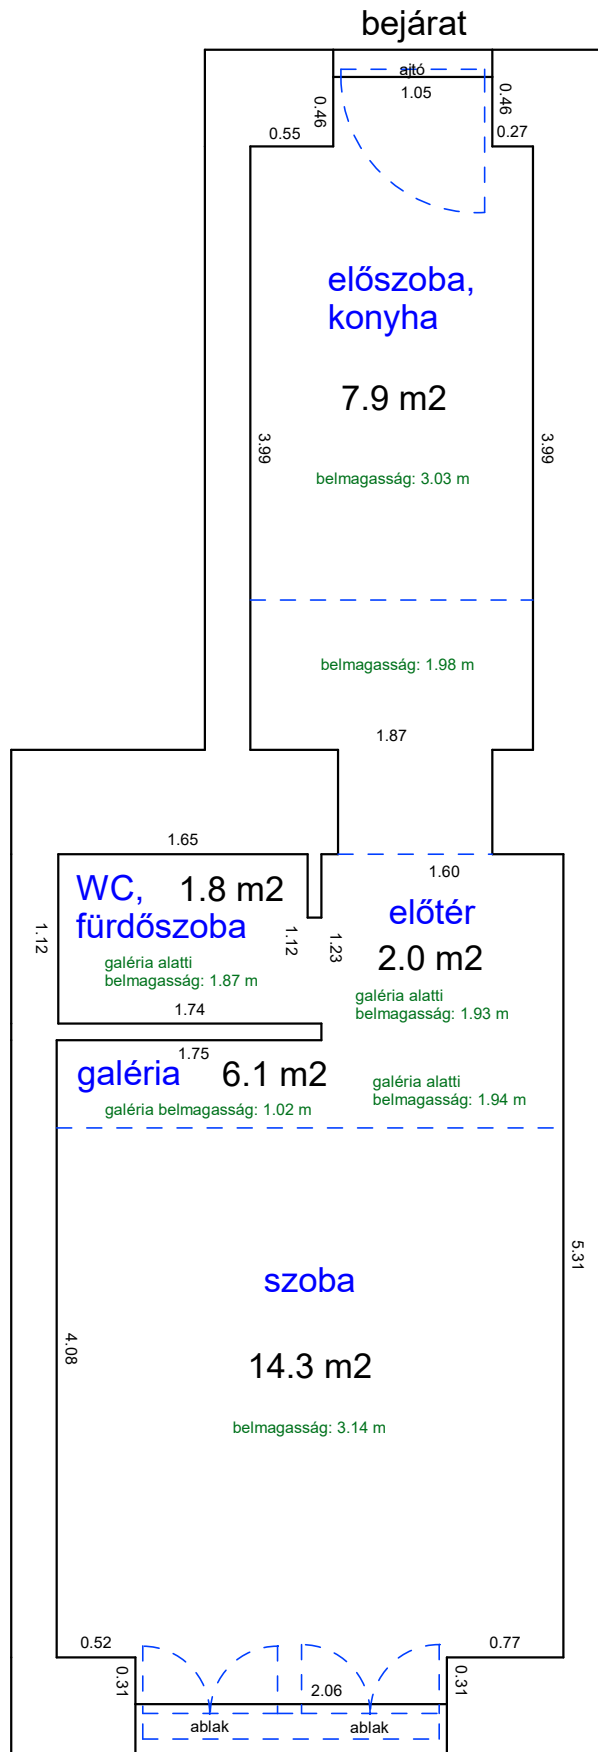 bejárat
ajtó
1.05
0.46
0.46
0.55
0.27
előszoba,
konyha
7.9 m2
3.99
3.99
belmagasság: 3.03 m
belmagasság: 1.98 m
1.87
1.65
1.60
WC,
fürdőszoba
1.8 m2
előtér
2.0 m2
1.12
1.12
1.23
galéria alatti
belmagasság: 1.87 m
galéria alatti
belmagasság: 1.93 m
1.74
1.75
galéria
6.1 m2
galéria alatti
belmagasság: 1.94 m
galéria belmagasság: 1.02 m
5.31
szoba
4.08
14.3 m2
belmagasság: 3.14 m
0.52
0.77
0.31
0.31
2.06
ablak
ablak